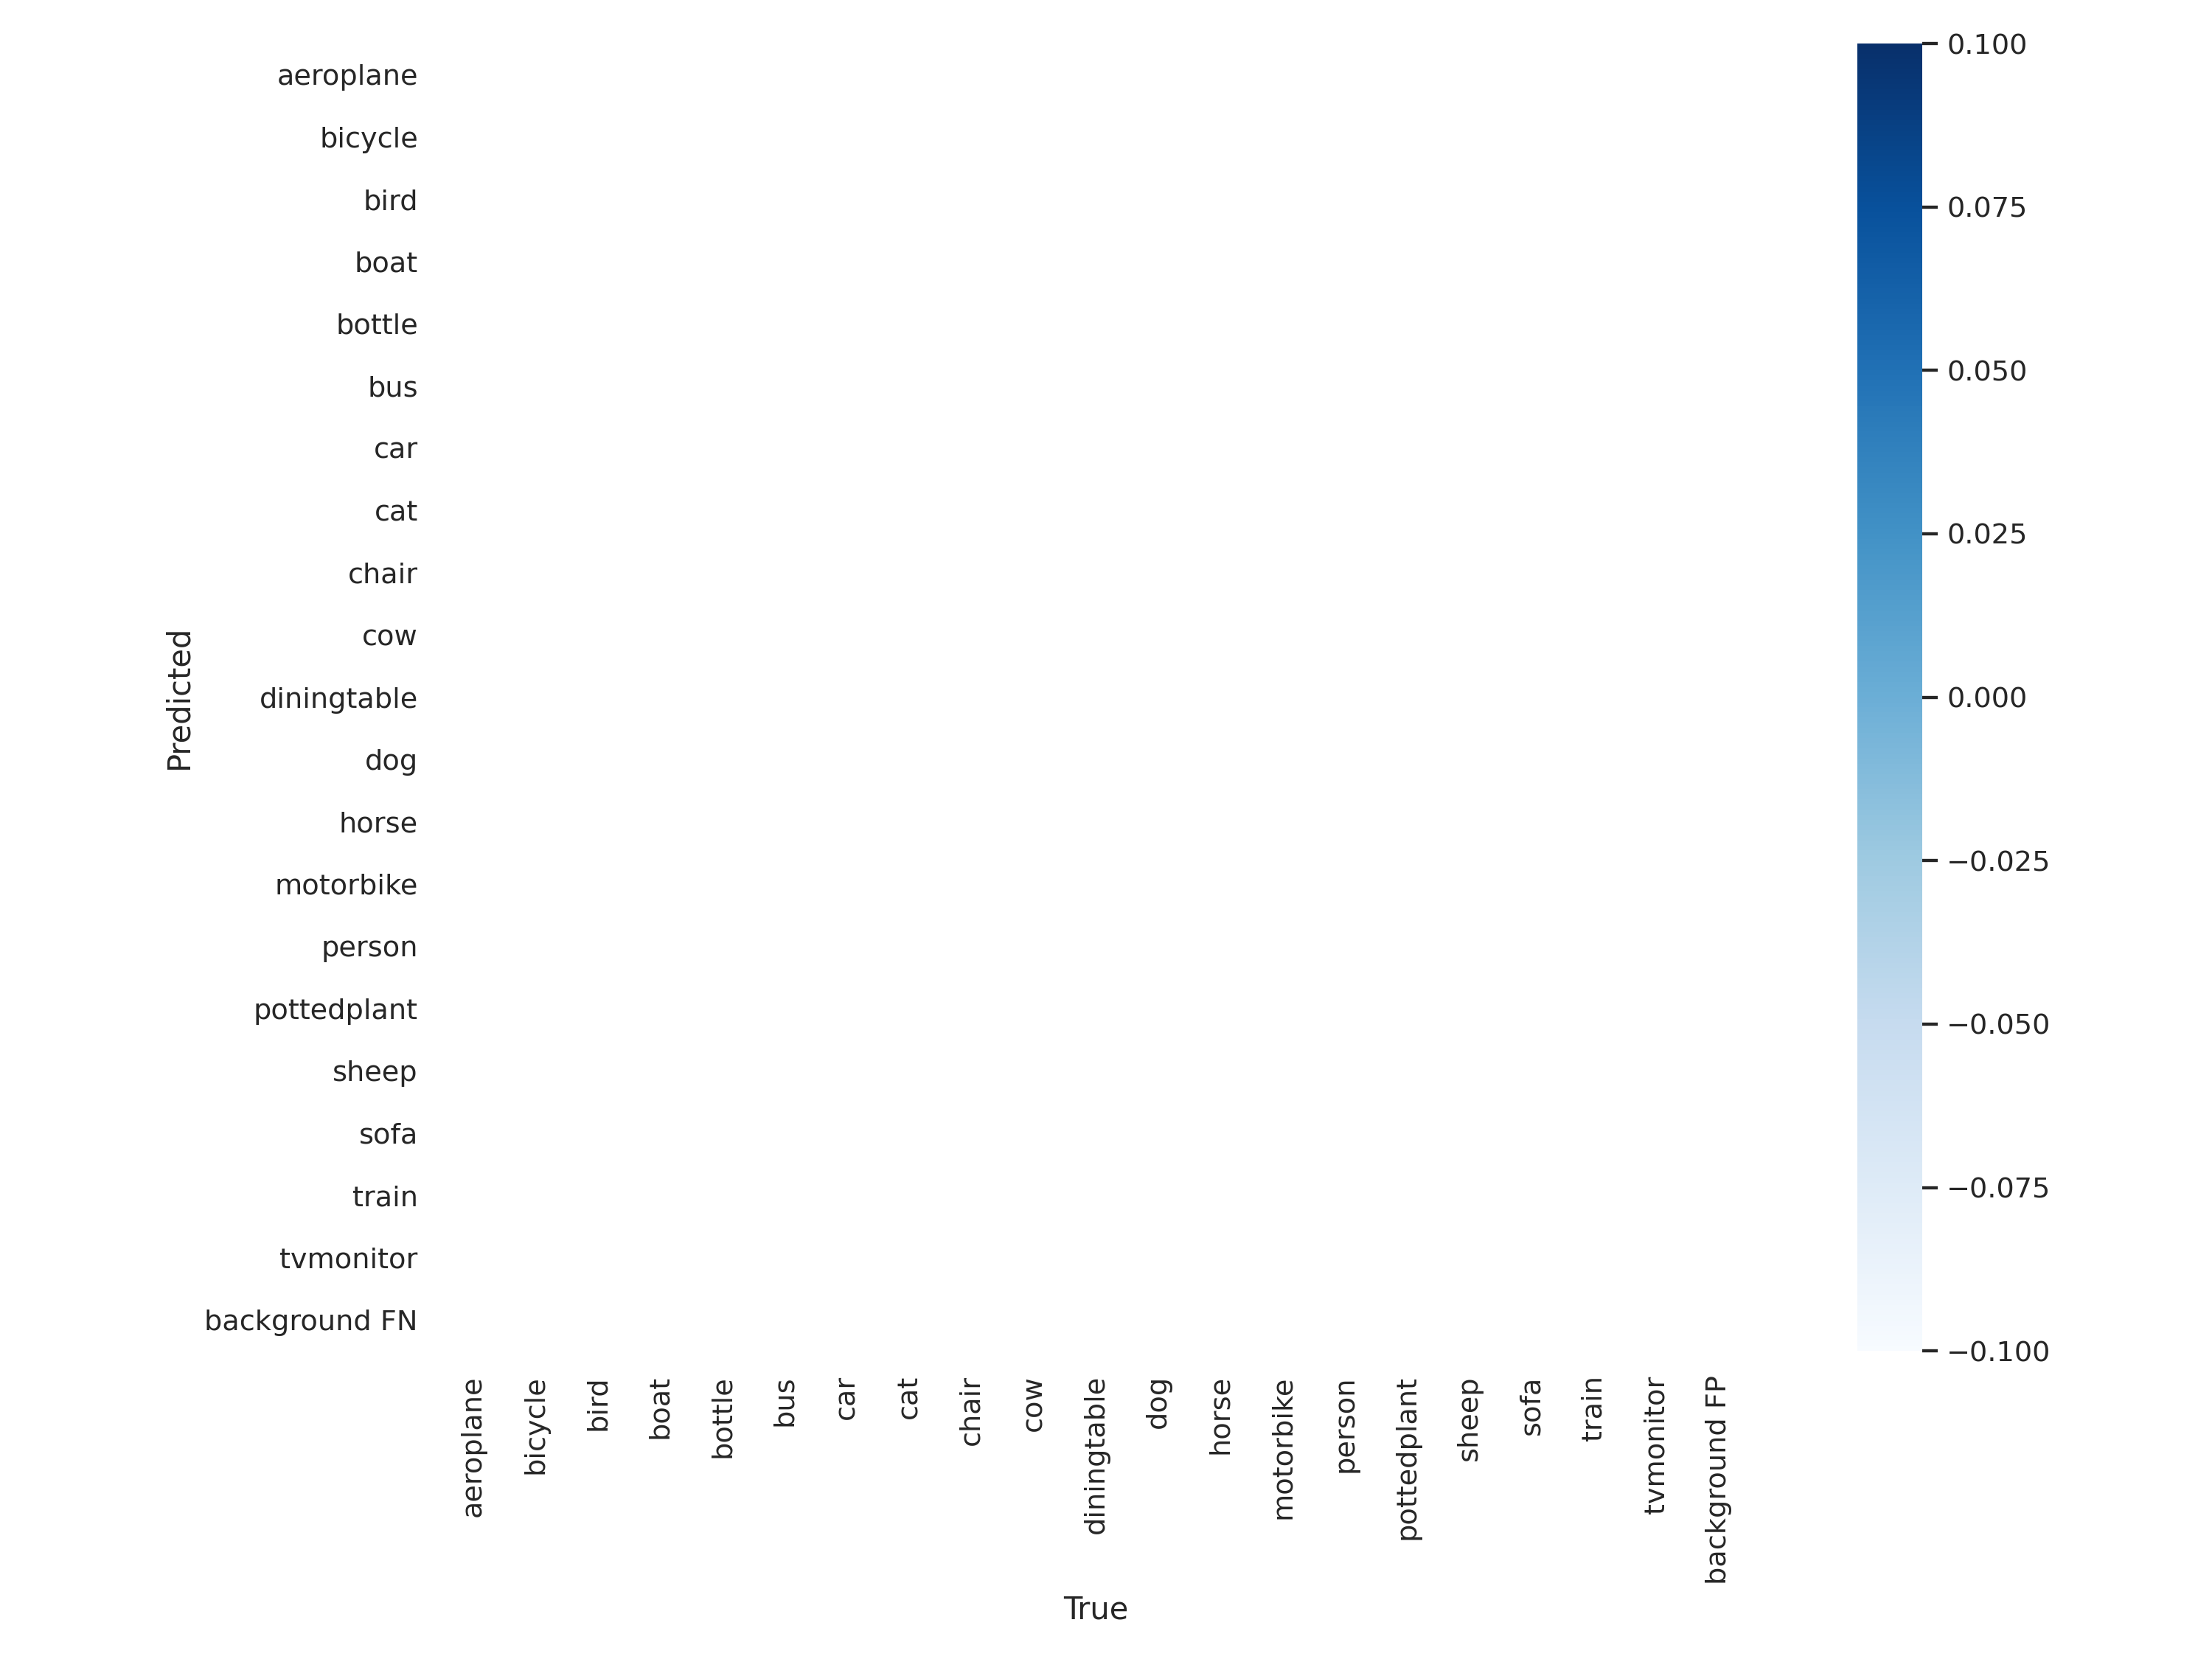 aeroplane
bicycle
bird
boat
bottle
bus
car
cat
chair
cow
diningtable
dog
horse
motorbike
person
pottedplant
sheep
sofa
train
tvmonitor
background FN
Predicted
aeroplane
bicycle
bird
boat
bottle
bus
car
cat
chair
cow
diningtable
dog
horse
motorbike
person
pottedplant
sheep
sofa
train
tvmonitor
background FP
True
0.100
0.075
0.050
0.025
0.000
−0.025
−0.050
−0.075
−0.100